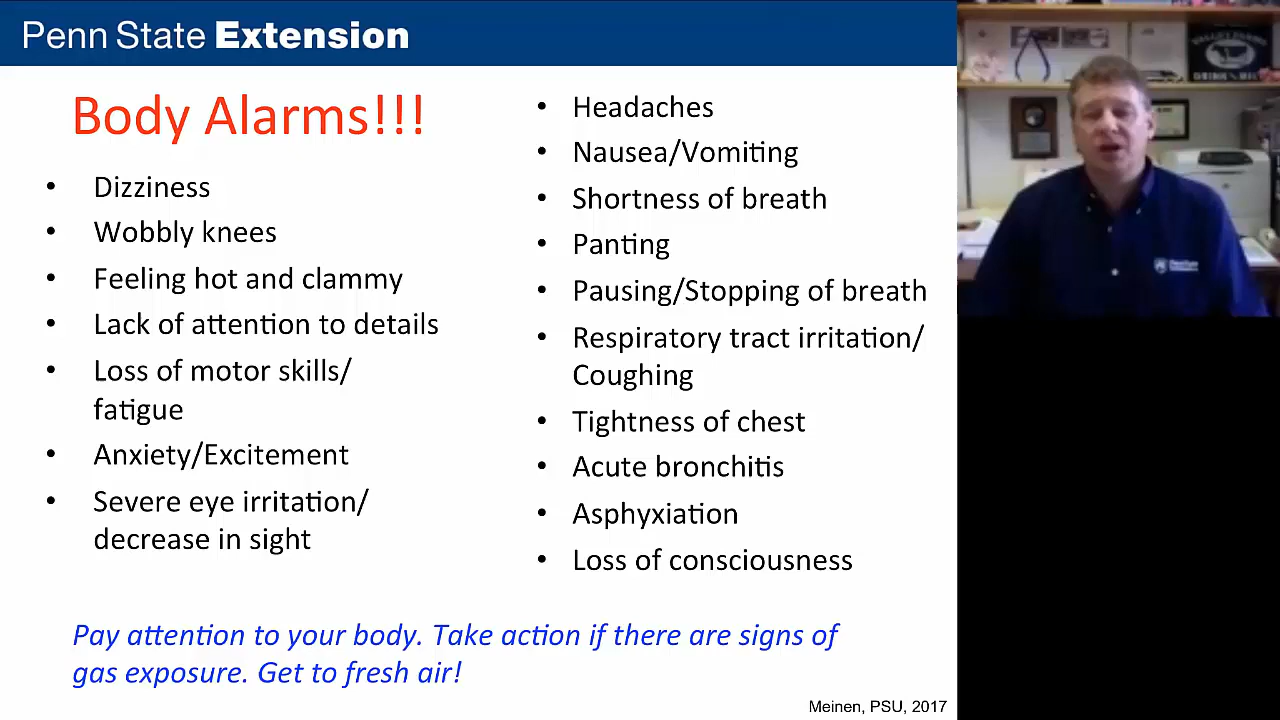 Penn State Extension
Body Alarms!!!
• Dizziness
• Wobbly knees
• Feeling hot and clammy
• Lack of attention to details
• Loss of motor skills/
fatigue
• Anxiety/Excitement
• Severe eye irritation/
decrease in sight
• Headaches
• Nausea/Vomiting
• Shortness of breath
• Panting
• Pausing/Stopping of breath
• Respiratory tract irritation/
Coughing
• Tightness of chest
• Acute bronchitis
• Asphyxiation
• Loss of consciousness
Pay attention to your body. Take action if there are signs of
gas exposure. Get to fresh air!
Meinen, PSU, 2017